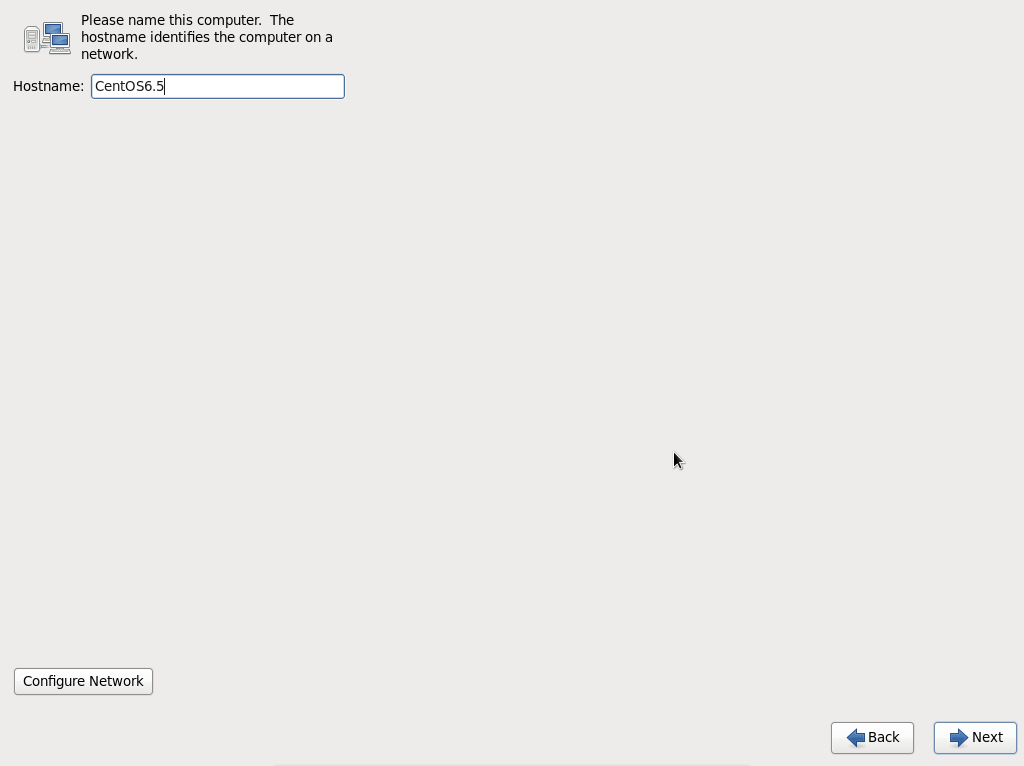 Please name this computer.  The
hostname identifies the computer on a
network.
Hostname: CentOS6.5
Configure Network
Back Next